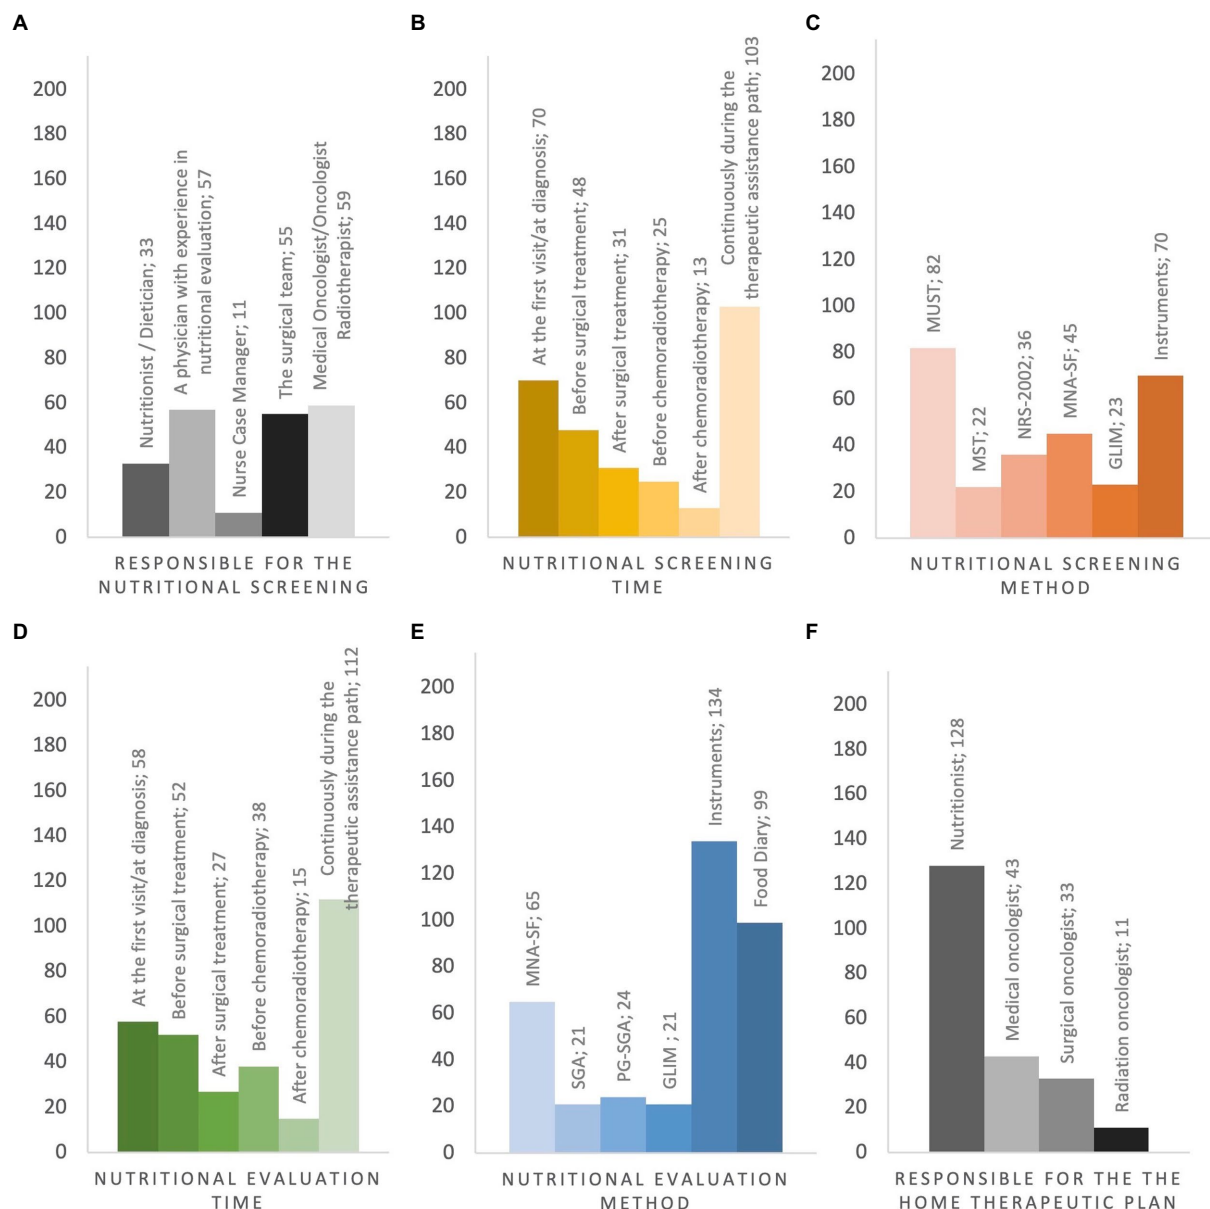 A
200
180
160
140
120
100
80
60
40
20
0
Nutritionist / Dietician; 33
A physician with experience in
nutritional evaluation; 57
Nurse Case Manager; 11
The surgical team; 55
Medical Oncologist/Oncologist
Radiotherapist; 59
RESPONSIBLE FOR THE
NUTRITIONAL SCREENING
B
200
180
160
140
120
100
80
60
40
20
0
At the first visit/at diagnosis; 70
Before surgical treatment; 48
After surgical treatment; 31
Before chemoradiotherapy; 25
After chemoradiotherapy; 13
Continuously during the
therapeutic assistance path; 103
NUTRITIONAL SCREENING
TIME
C
200
180
160
140
120
100
80
60
40
20
0
MUST; 82
MST; 22
NRS-2002; 36
MNA-SF; 45
GLIM; 23
Instruments; 70
NUTRITIONAL SCREENING
METHOD
D
200
180
160
140
120
100
80
60
40
20
0
At the first visit/at diagnosis; 58
Before surgical treatment; 52
After surgical treatment; 27
Before chemoradiotherapy; 38
After chemoradiotherapy; 15
Continuously during the
therapeutic assistance path; 112
NUTRITIONAL EVALUATION
TIME
E
200
180
160
140
120
100
80
60
40
20
0
MNA-SF; 65
SGA; 21
PG-SGA; 24
GLIM ; 21
Instruments; 134
Food Diary; 99
NUTRITIONAL EVALUATION
METHOD
F
200
180
160
140
120
100
80
60
40
20
0
Nutritionist; 128
Medical oncologist; 43
Surgical oncologist; 33
Radiation oncologist; 11
RESPONSIBLE FOR THE THE
HOME THERAPEUTIC PLAN